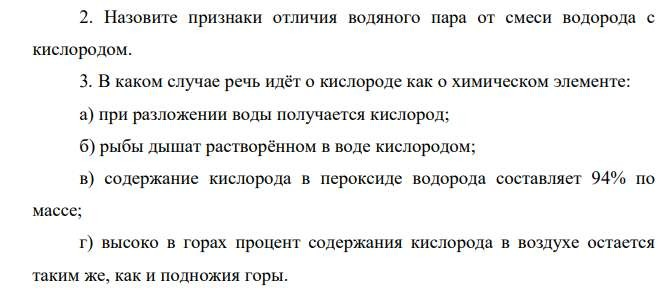 2. Назовите признаки отличия водяного пара от смеси водорода с
кислородом.
3. В каком случае речь идёт о кислороде как о химическом элементе:
а) при разложении воды получается кислород;
б) рыбы дышат растворённом в воде кислородом;
в) содержание кислорода в пероксиде водорода составляет 94% по
массе;
г) высоко в горах процент содержания кислорода в воздухе остается
таким же, как и подножия горы.